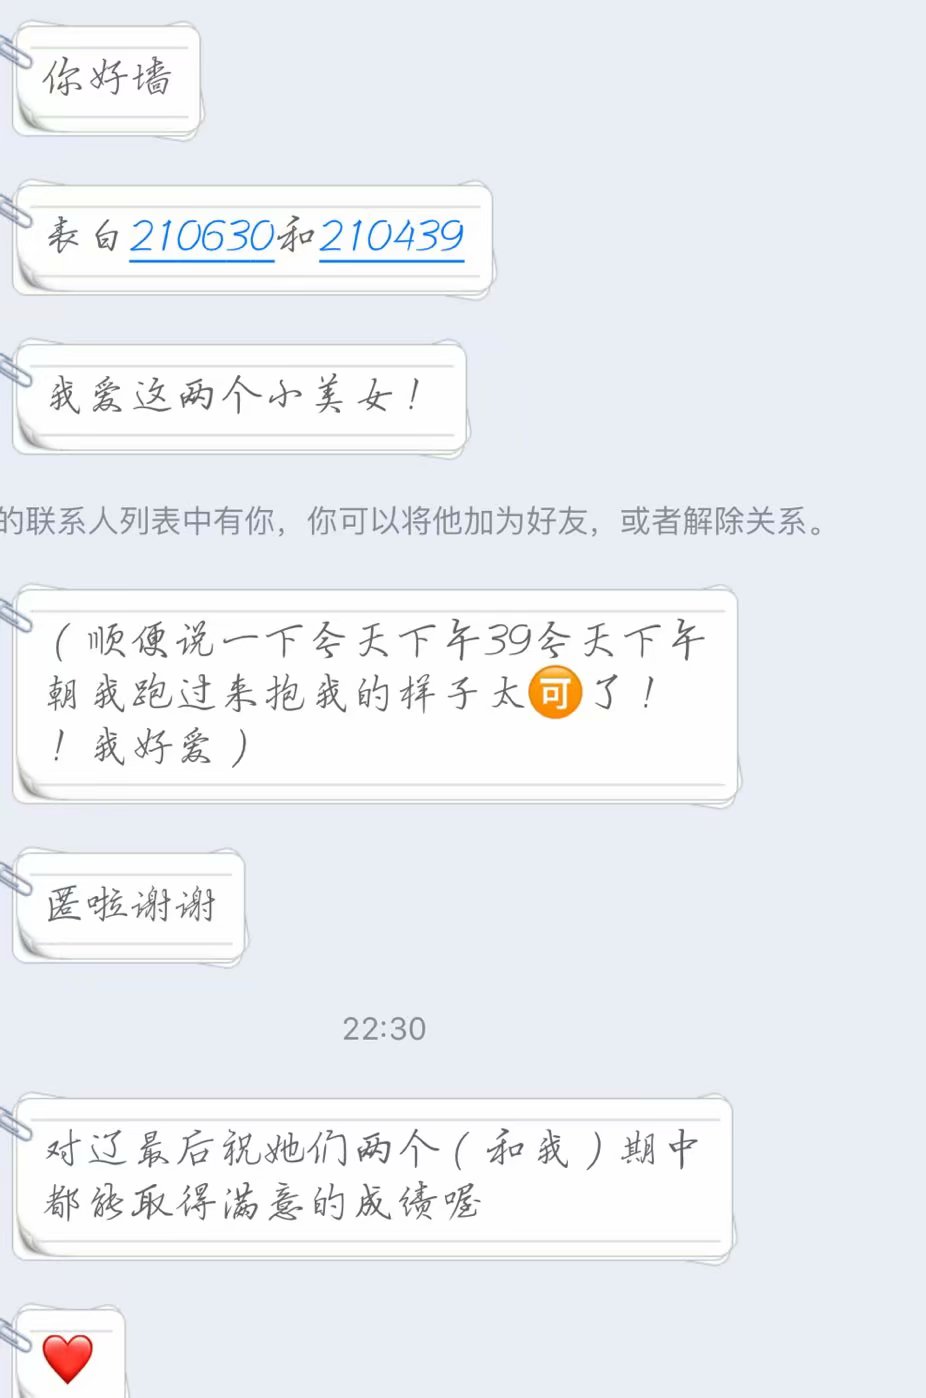 你好墙
表白210630和210439
我爱这两个小美女！
的联系人列表中有你，你可以将他加为好友，或者解除关系。
（顺便说一下今天下午39今天下午
朝我跑过来抱我的样子太🉑了！
！我好爱）
匿啦谢谢
22:30
对辽最后祝她们两个（和我）期中
都能取得满意的成绩喔
❤️